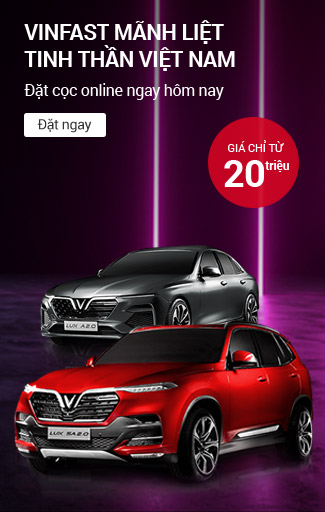 VINFAST MÃNH LIỆT
TINH THẦN VIỆT NAM
Đặt cọc online ngay hôm nay
Đặt ngay
GIÁ CHỈ TỪ
20 triệu
LUX A2.0
LUX SA2.0